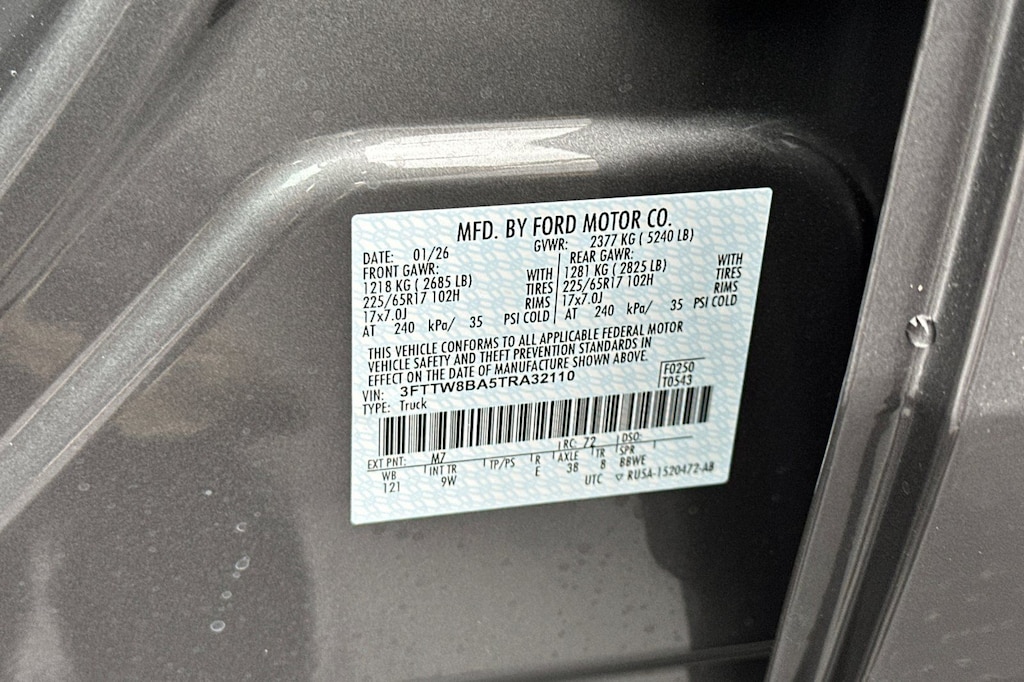 MFD. BY FORD MOTOR CO.
DATE: 01/26 GVWR: 2377 KG ( 5240 LB)
FRONT GAWR: REAR GAWR:
1218 KG ( 2685 LB) WITH 1281 KG ( 2825 LB) WITH
225/65R17 102H TIRES 225/65R17 102H TIRES
17x7.0J RIMS 17x7.0J RIMS
AT 240 kPa/ 35 PSI COLD AT 240 kPa/ 35 PSI COLD
THIS VEHICLE CONFORMS TO ALL APPLICABLE FEDERAL MOTOR
VEHICLE SAFETY AND THEFT PREVENTION STANDARDS IN
EFFECT ON THE DATE OF MANUFACTURE SHOWN ABOVE.
VIN: 3FTTW8BA5TRA32110 F0250
TYPE: Truck T0543
EXT PNT: M7 RC: 72 DSO:
WB INT TR TP/PS R AXLE TR SPR
121 9W E 38 8 BBWE
UTC ▽ RU5A-1520472-AB